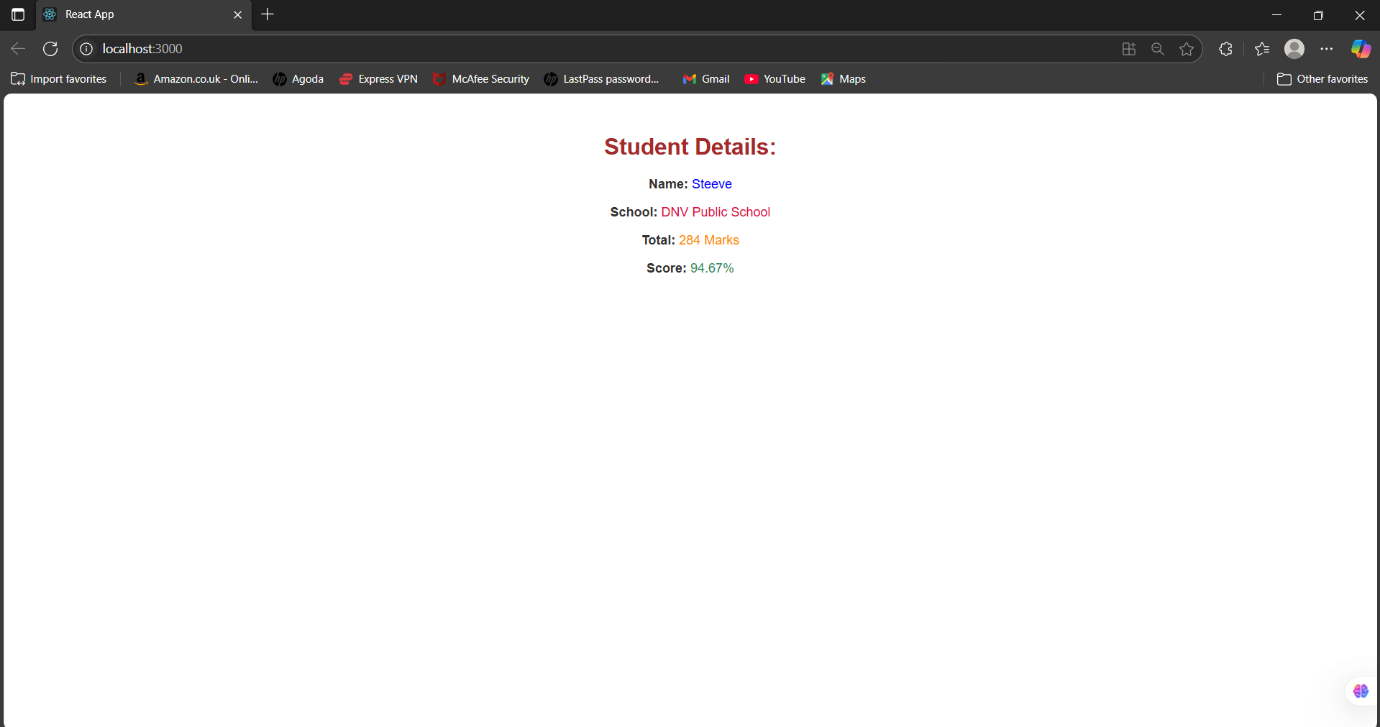 React App
localhost:3000
Import favorites Amazon.co.uk - Onli... Agoda Express VPN McAfee Security LastPass password... Gmail YouTube Maps Other favorites
Student Details:
Name: Steeve
School: DNV Public School
Total: 284 Marks
Score: 94.67%